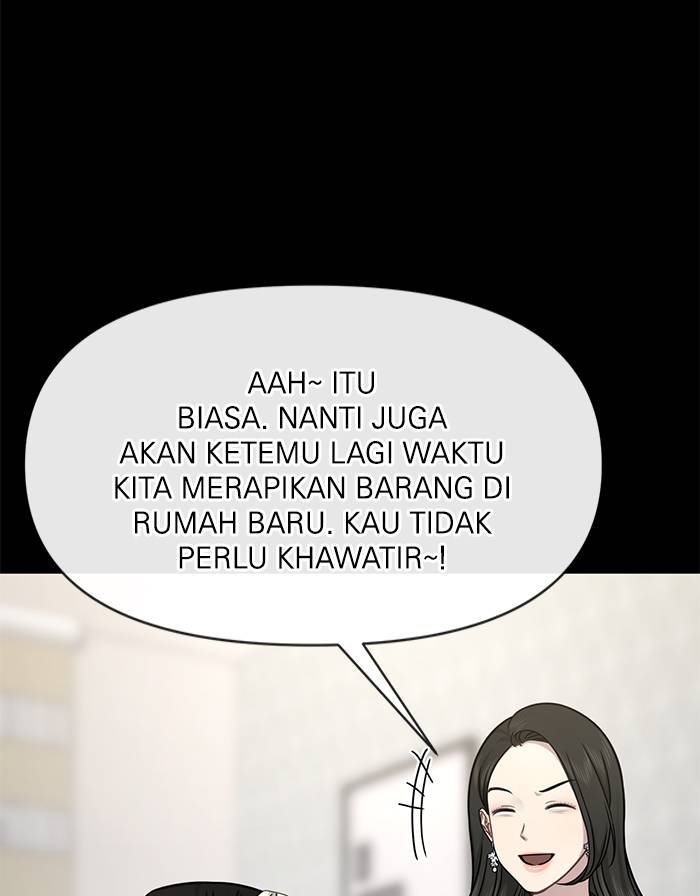 AAH~ ITU
BIASA. NANTI JUGA
AKAN KETEMU LAGI WAKTU
KITA MERAPIKAN BARANG DI
RUMAH BARU. KAU TIDAK
PERLU KHAWATIR~!